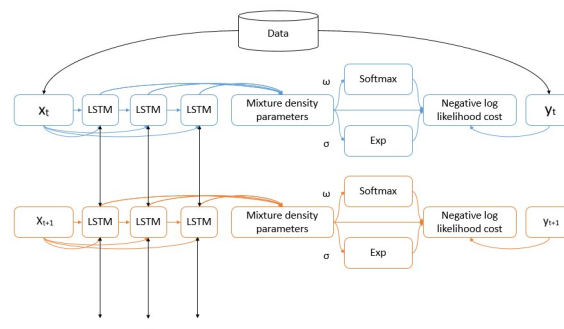 Data
ω
Softmax
Xt
LSTM
LSTM
LSTM
Mixture density
parameters
Negative log
likelihood cost
yt
σ
Exp
ω
Softmax
Xt+1
LSTM
LSTM
LSTM
Mixture density
parameters
Negative log
likelihood cost
yt+1
σ
Exp